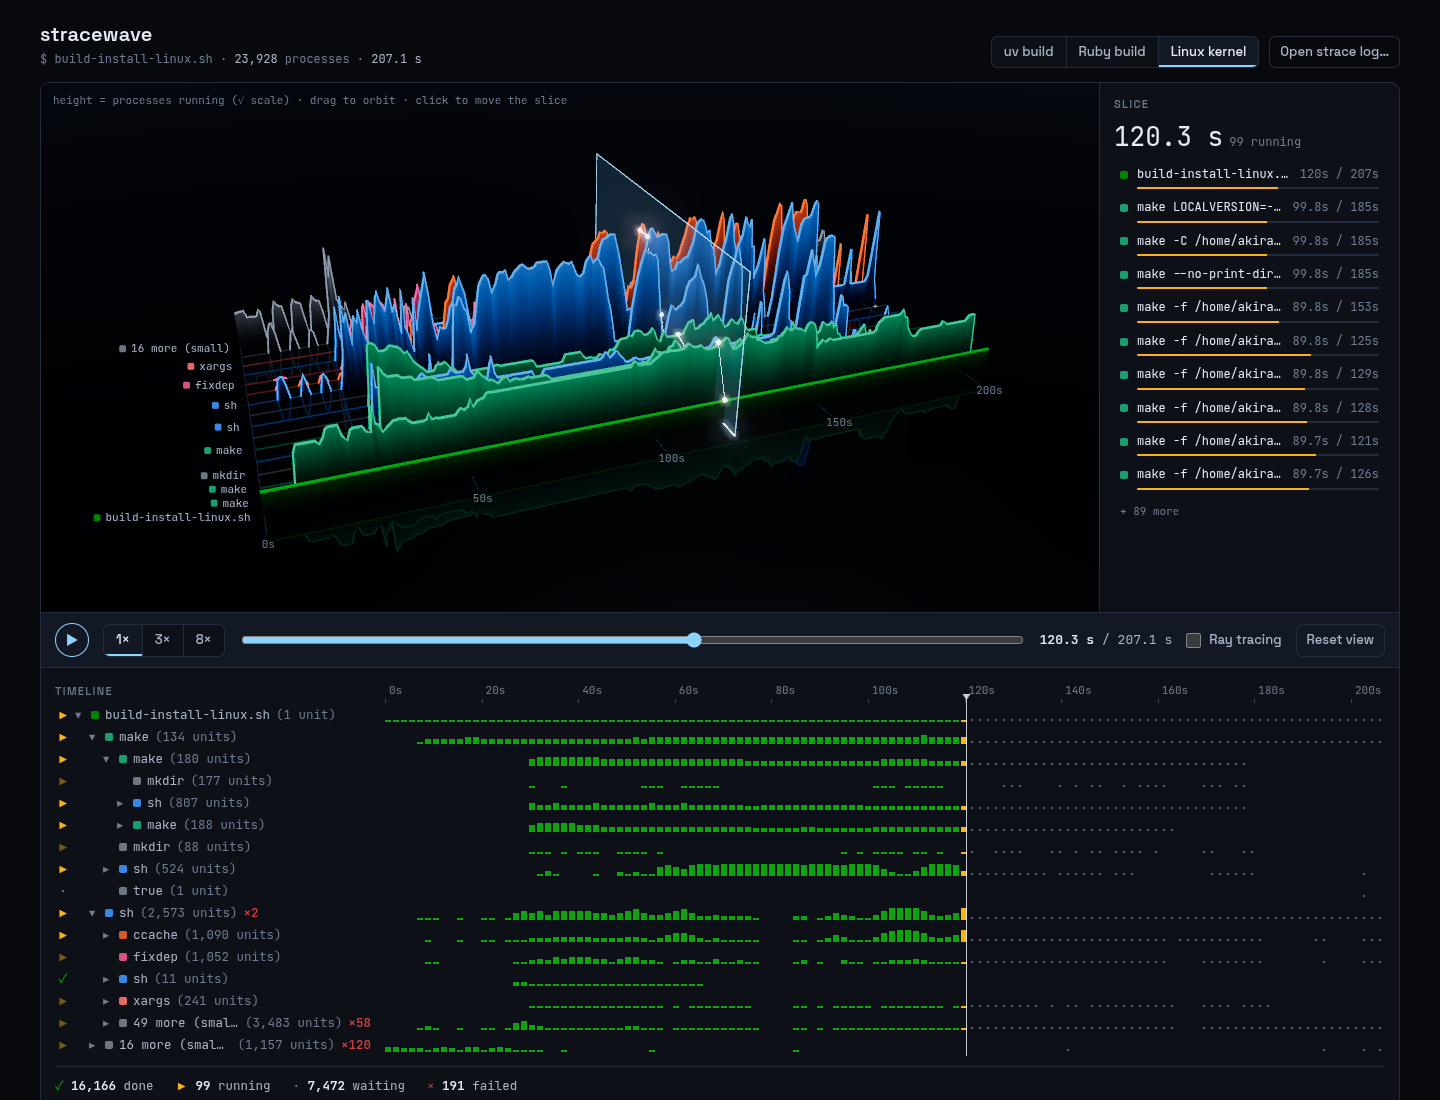 stracewave
$ build-install-linux.sh · 23,928 processes · 207.1 s
uv build
Ruby build
Linux kernel
Open strace log…
height = processes running (√ scale) · drag to orbit · click to move the slice
16 more (small)
xargs
fixdep
sh
sh
make
mkdir
make
make
build-install-linux.sh
0s
50s
100s
150s
200s
SLICE
120.3 s 99 running
build-install-linux.… 120s / 207s
make LOCALVERSION=-… 99.8s / 185s
make -C /home/akira… 99.8s / 185s
make --no-print-dir… 99.8s / 185s
make -f /home/akira… 89.8s / 153s
make -f /home/akira… 89.8s / 125s
make -f /home/akira… 89.8s / 129s
make -f /home/akira… 89.8s / 128s
make -f /home/akira… 89.7s / 121s
make -f /home/akira… 89.7s / 126s
+ 89 more
1× 3× 8×
120.3 s / 207.1 s
Ray tracing
Reset view
TIMELINE
0s 20s 40s 60s 80s 100s 120s 140s 160s 180s 200s
▶ ▼ build-install-linux.sh (1 unit)
▶ ▼ make (134 units)
▶ ▼ make (180 units)
▶ mkdir (177 units)
▶ ▶ sh (807 units)
▶ ▶ make (188 units)
▶ mkdir (88 units)
▶ ▶ sh (524 units)
· true (1 unit)
▶ ▼ sh (2,573 units) ×2
▶ ▶ ccache (1,090 units)
▶ fixdep (1,052 units)
✓ ▶ sh (11 units)
▶ ▶ xargs (241 units)
▶ ▶ 49 more (smal… (3,483 units) ×58
▶ ▶ 16 more (smal… (1,157 units) ×120
✓ 16,166 done ▶ 99 running · 7,472 waiting × 191 failed